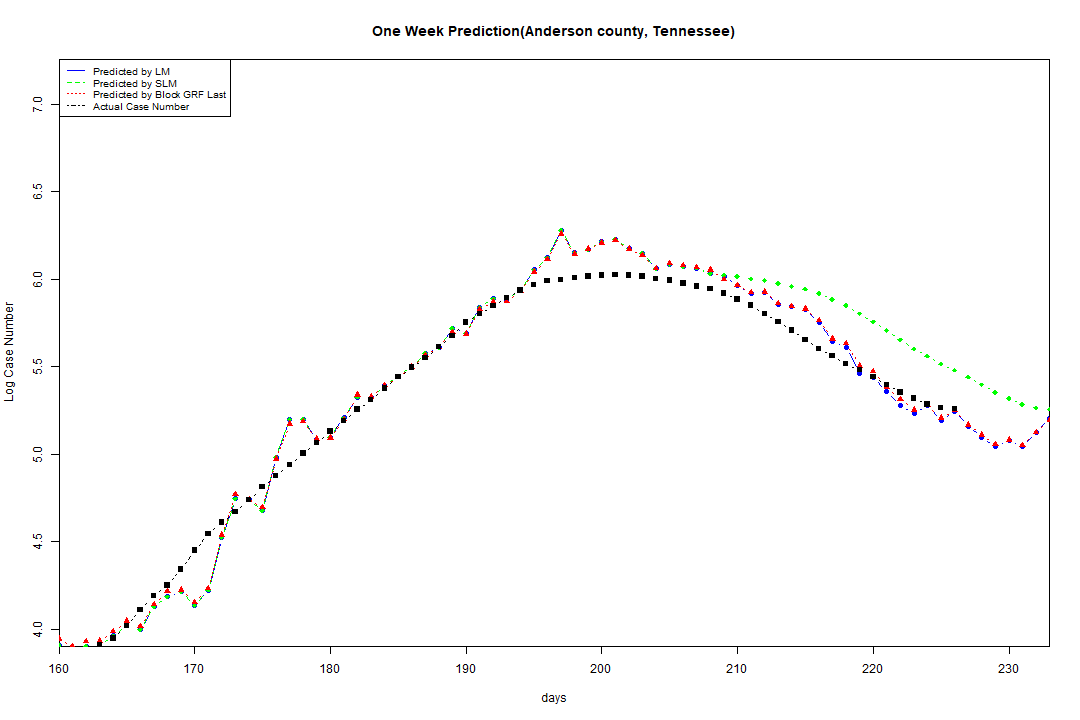 One Week Prediction(Anderson county, Tennessee)
Predicted by LM
Predicted by SLM
Predicted by Block GRF Last
Actual Case Number
7.0
6.5
6.0
5.5
5.0
4.5
4.0
Log Case Number
160 170 180 190 200 210 220 230
days